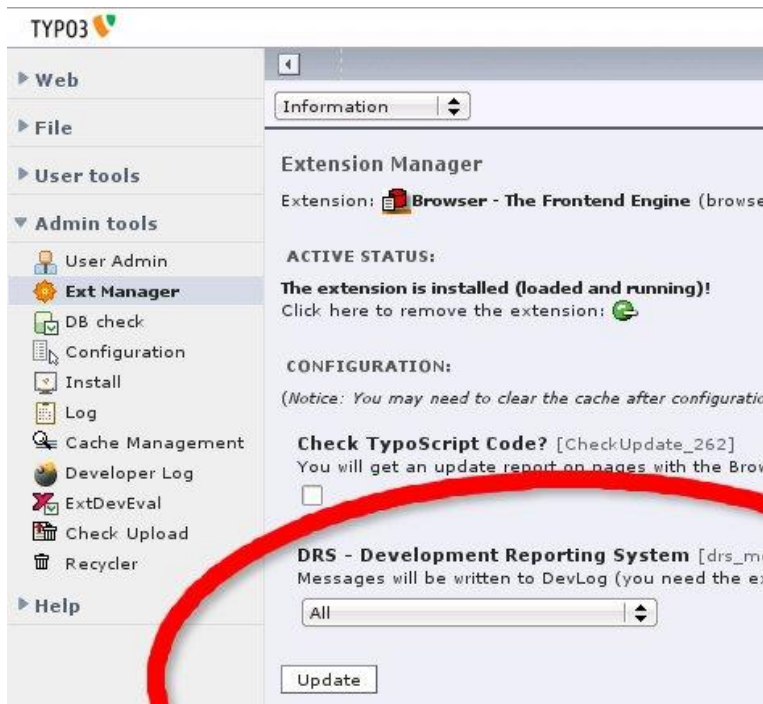 TYPO3
Web
File
User tools
Admin tools
User Admin
Ext Manager
DB check
Configuration
Install
Log
Cache Management
Developer Log
ExtDevEval
Check Upload
Recycler
Help
Information
Extension Manager
Extension: Browser - The Frontend Engine (browse
ACTIVE STATUS:
The extension is installed (loaded and running)!
Click here to remove the extension:
CONFIGURATION:
(Notice: You may need to clear the cache after configuratio
Check TypoScript Code? [CheckUpdate_262]
You will get an update report on pages with the Brow
DRS - Development Reporting System [drs_m
Messages will be written to DevLog (you need the ex
All
Update